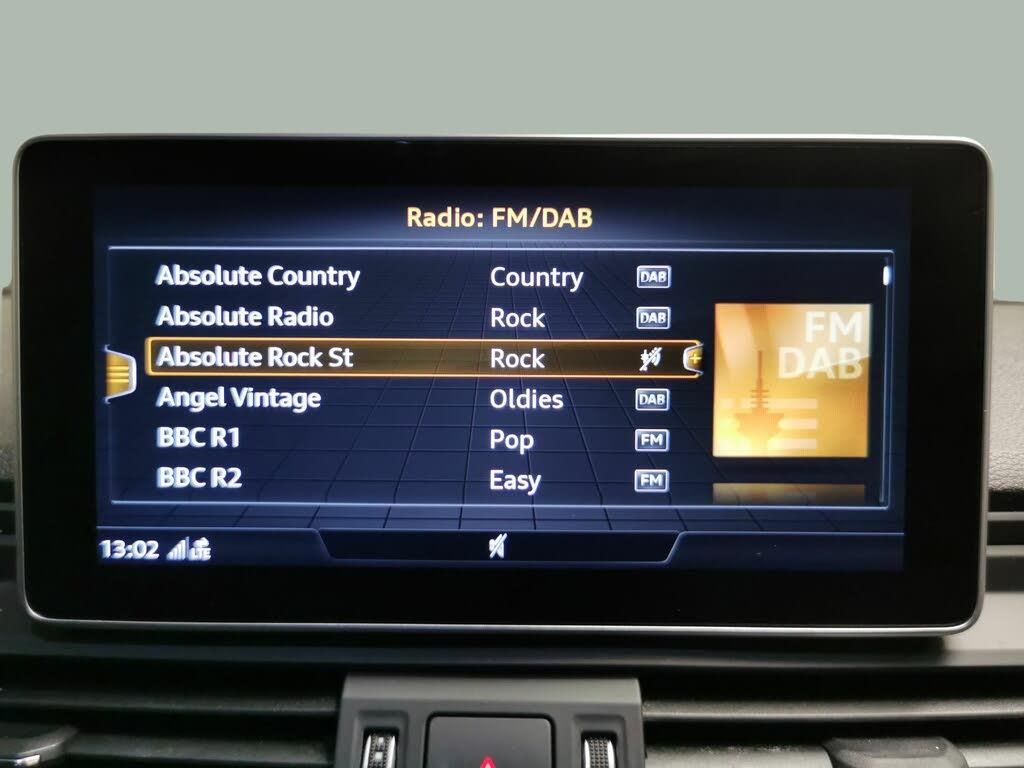 Radio: FM/DAB
Absolute Country Country DAB
Absolute Radio Rock DAB
Absolute Rock St Rock
Angel Vintage Oldies DAB
BBC R1 Pop FM
BBC R2 Easy FM
FM
DAB
13:02 LTE